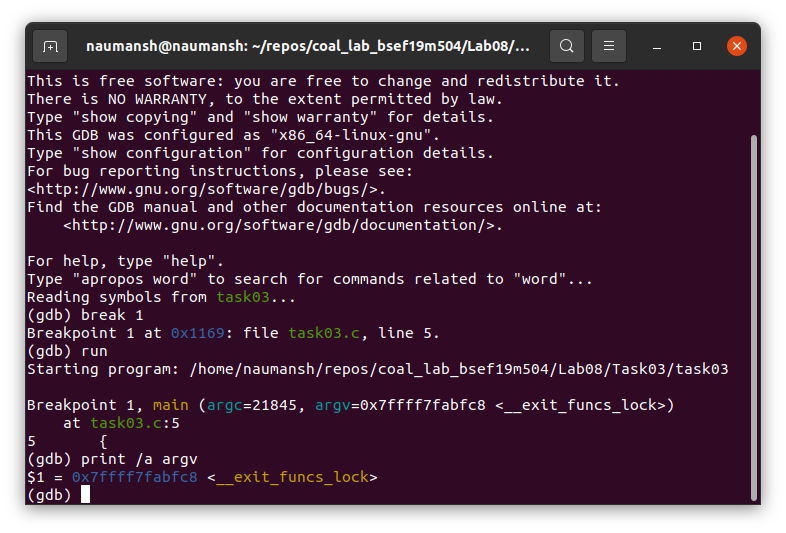 naumansh@naumansh: ~/repos/coal_lab_bsef19m504/Lab08/...
This is free software: you are free to change and redistribute it.
There is NO WARRANTY, to the extent permitted by law.
Type "show copying" and "show warranty" for details.
This GDB was configured as "x86_64-linux-gnu".
Type "show configuration" for configuration details.
For bug reporting instructions, please see:
<http://www.gnu.org/software/gdb/bugs/>.
Find the GDB manual and other documentation resources online at:
    <http://www.gnu.org/software/gdb/documentation/>.

For help, type "help".
Type "apropos word" to search for commands related to "word"...
Reading symbols from task03...
(gdb) break 1
Breakpoint 1 at 0x1169: file task03.c, line 5.
(gdb) run
Starting program: /home/naumansh/repos/coal_lab_bsef19m504/Lab08/Task03/task03

Breakpoint 1, main (argc=21845, argv=0x7ffff7fabfc8 <__exit_funcs_lock>)
    at task03.c:5
5       {
(gdb) print /a argv
$1 = 0x7ffff7fabfc8 <__exit_funcs_lock>
(gdb)